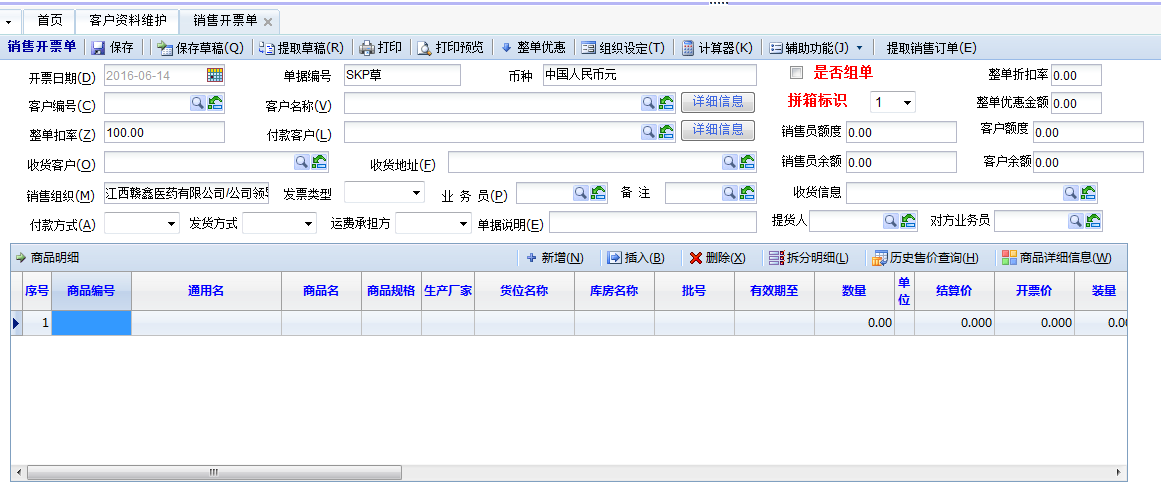 首页 客户资料维护 销售开票单
销售开票单 保存 保存草稿(Q) 提取草稿(R) 打印 打印预览 整单优惠 组织设定(T) 计算器(K) 辅助功能(J) 提取销售订单(E)
开票日期(D) 2016-06-14 单据编号 SKP草 币种 中国人民币元 是否组单 整单折扣率 0.00
客户编号(C) 客户名称(V) 详细信息 拼箱标识 1 整单优惠金额 0.00
整单扣率(Z) 100.00 付款客户(L) 详细信息 销售员额度 0.00 客户额度 0.00
收货客户(O) 收货地址(F) 销售员余额 0.00 客户余额 0.00
销售组织(M) 江西赣鑫医药有限公司/公司领导 发票类型 业 务 员(P) 备 注 收货信息
付款方式(A) 发货方式 运费承担方 单据说明(E) 提货人 对方业务员
商品明细 新增(N) 插入(B) 删除(X) 拆分明细(L) 历史售价查询(H) 商品详细信息(W)
序号 商品编号 通用名 商品名 商品规格 生产厂家 货位名称 库房名称 批号 有效期至 数量 单位 结算价 开票价 装量
1 0.00 0.000 0.000 0.00